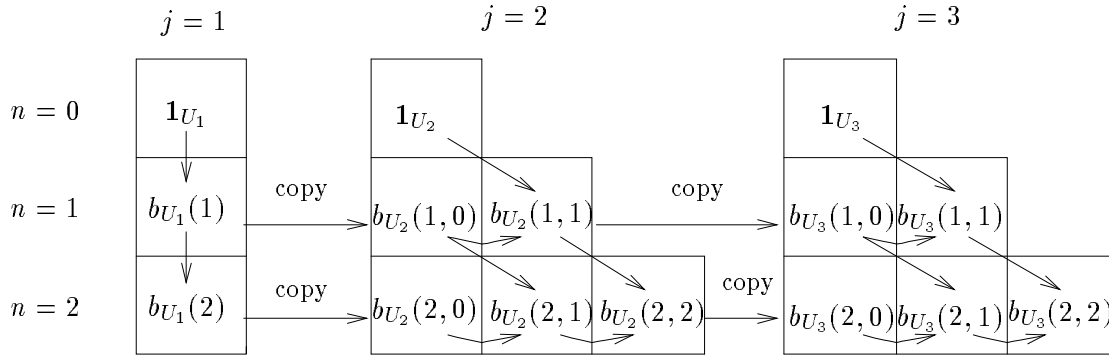 j = 1 j = 2 j = 3
n = 0 1_{U_1} 1_{U_2} 1_{U_3}
n = 1 b_{U_1}(1) copy b_{U_2}(1, 0) b_{U_2}(1, 1) copy b_{U_3}(1, 0) b_{U_3}(1, 1)
n = 2 b_{U_1}(2) copy b_{U_2}(2, 0) b_{U_2}(2, 1) b_{U_2}(2, 2) copy b_{U_3}(2, 0) b_{U_3}(2, 1) b_{U_3}(2, 2)